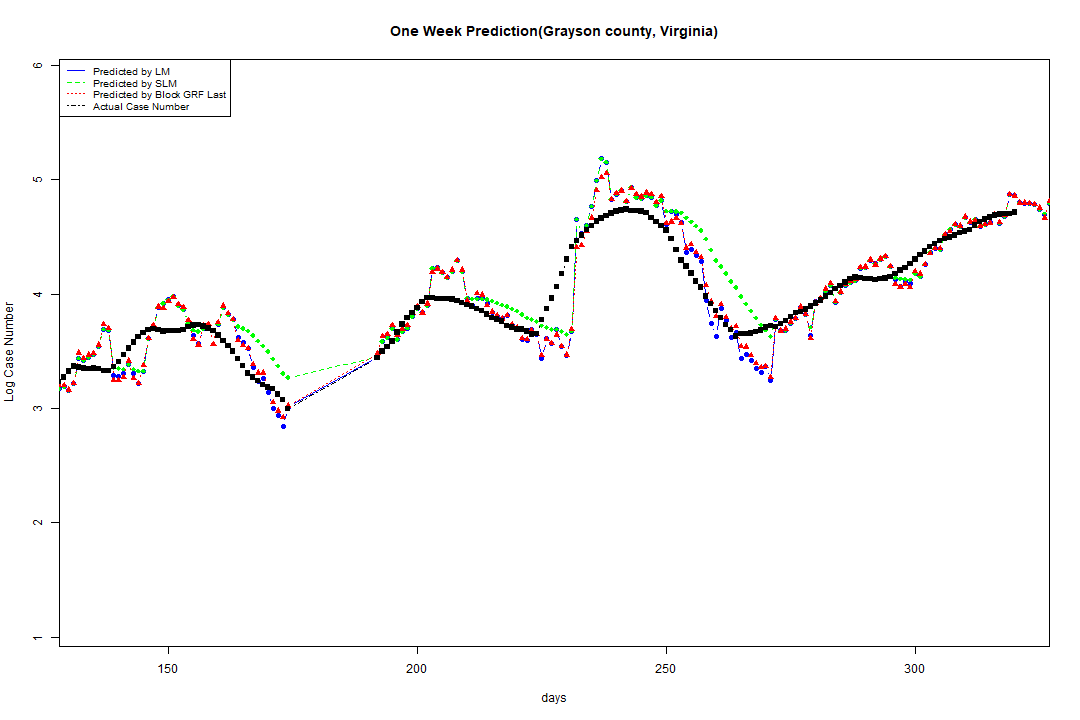 One Week Prediction(Grayson county, Virginia)
Predicted by LM
Predicted by SLM
Predicted by Block GRF Last
Actual Case Number
6
5
4
3
2
1
Log Case Number
150
200
250
300
days